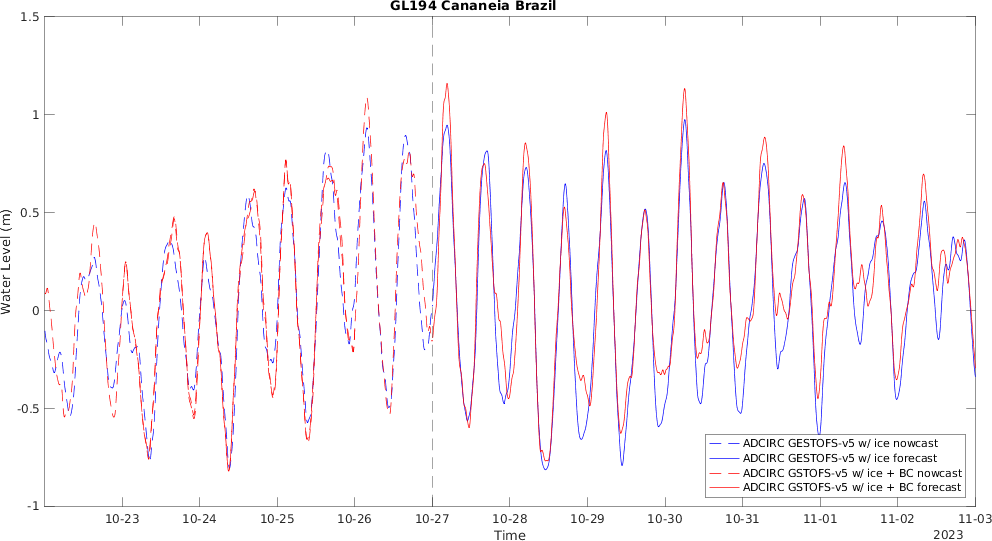 GL194 Cananeia Brazil
1.5
1
0.5
0
-0.5
-1
Water Level (m)
10-23 10-24 10-25 10-26 10-27 10-28 10-29 10-30 10-31 11-01 11-02 11-03
Time
2023
ADCIRC GESTOFS-v5 w/ ice nowcast
ADCIRC GESTOFS-v5 w/ ice forecast
ADCIRC GSTOFS-v5 w/ ice + BC nowcast
ADCIRC GSTOFS-v5 w/ ice + BC forecast